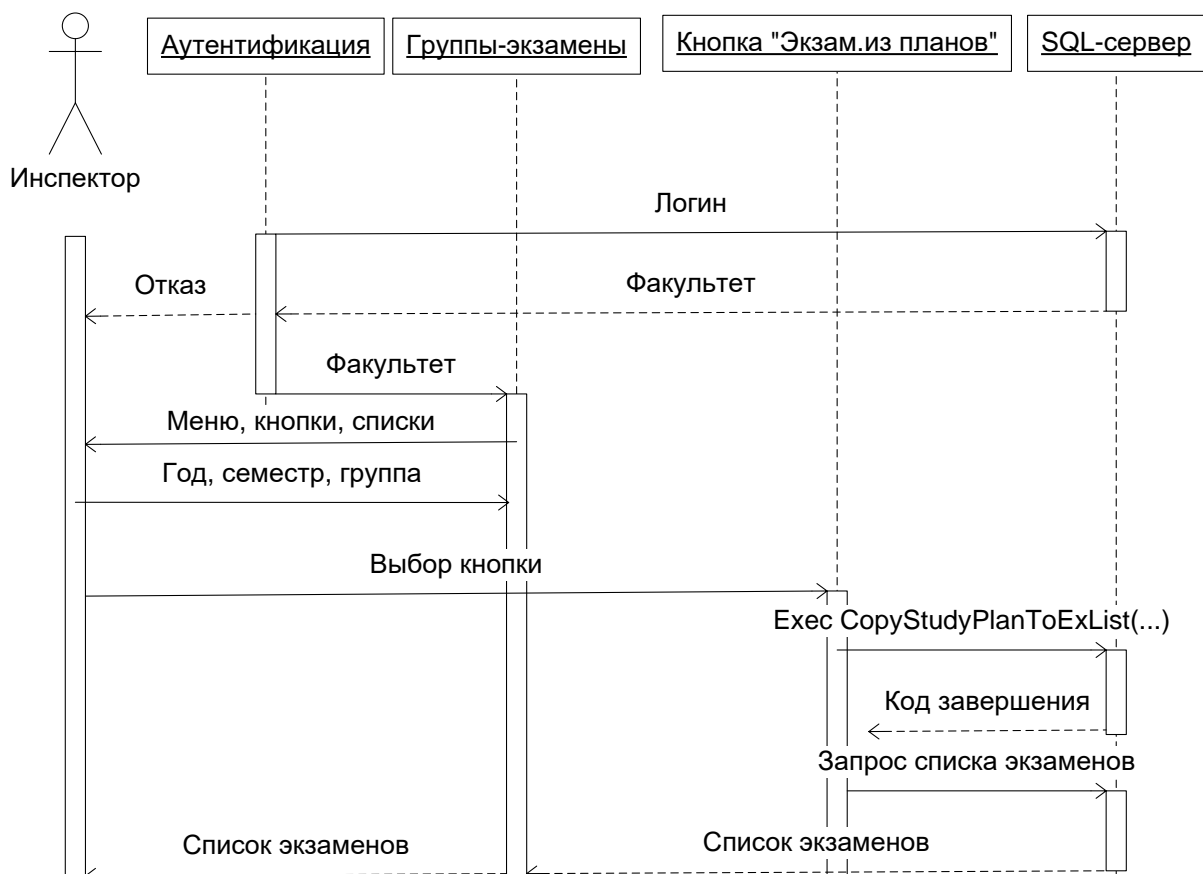 Аутентификация
Группы-экзамены
Кнопка "Экзам.из планов"
SQL-сервер
Инспектор
Логин
Отказ
Факультет
Факультет
Меню, кнопки, списки
Год, семестр, группа
Выбор кнопки
Exec CopyStudyPlanToExList(...)
Код завершения
Запрос списка экзаменов
Список экзаменов
Список экзаменов